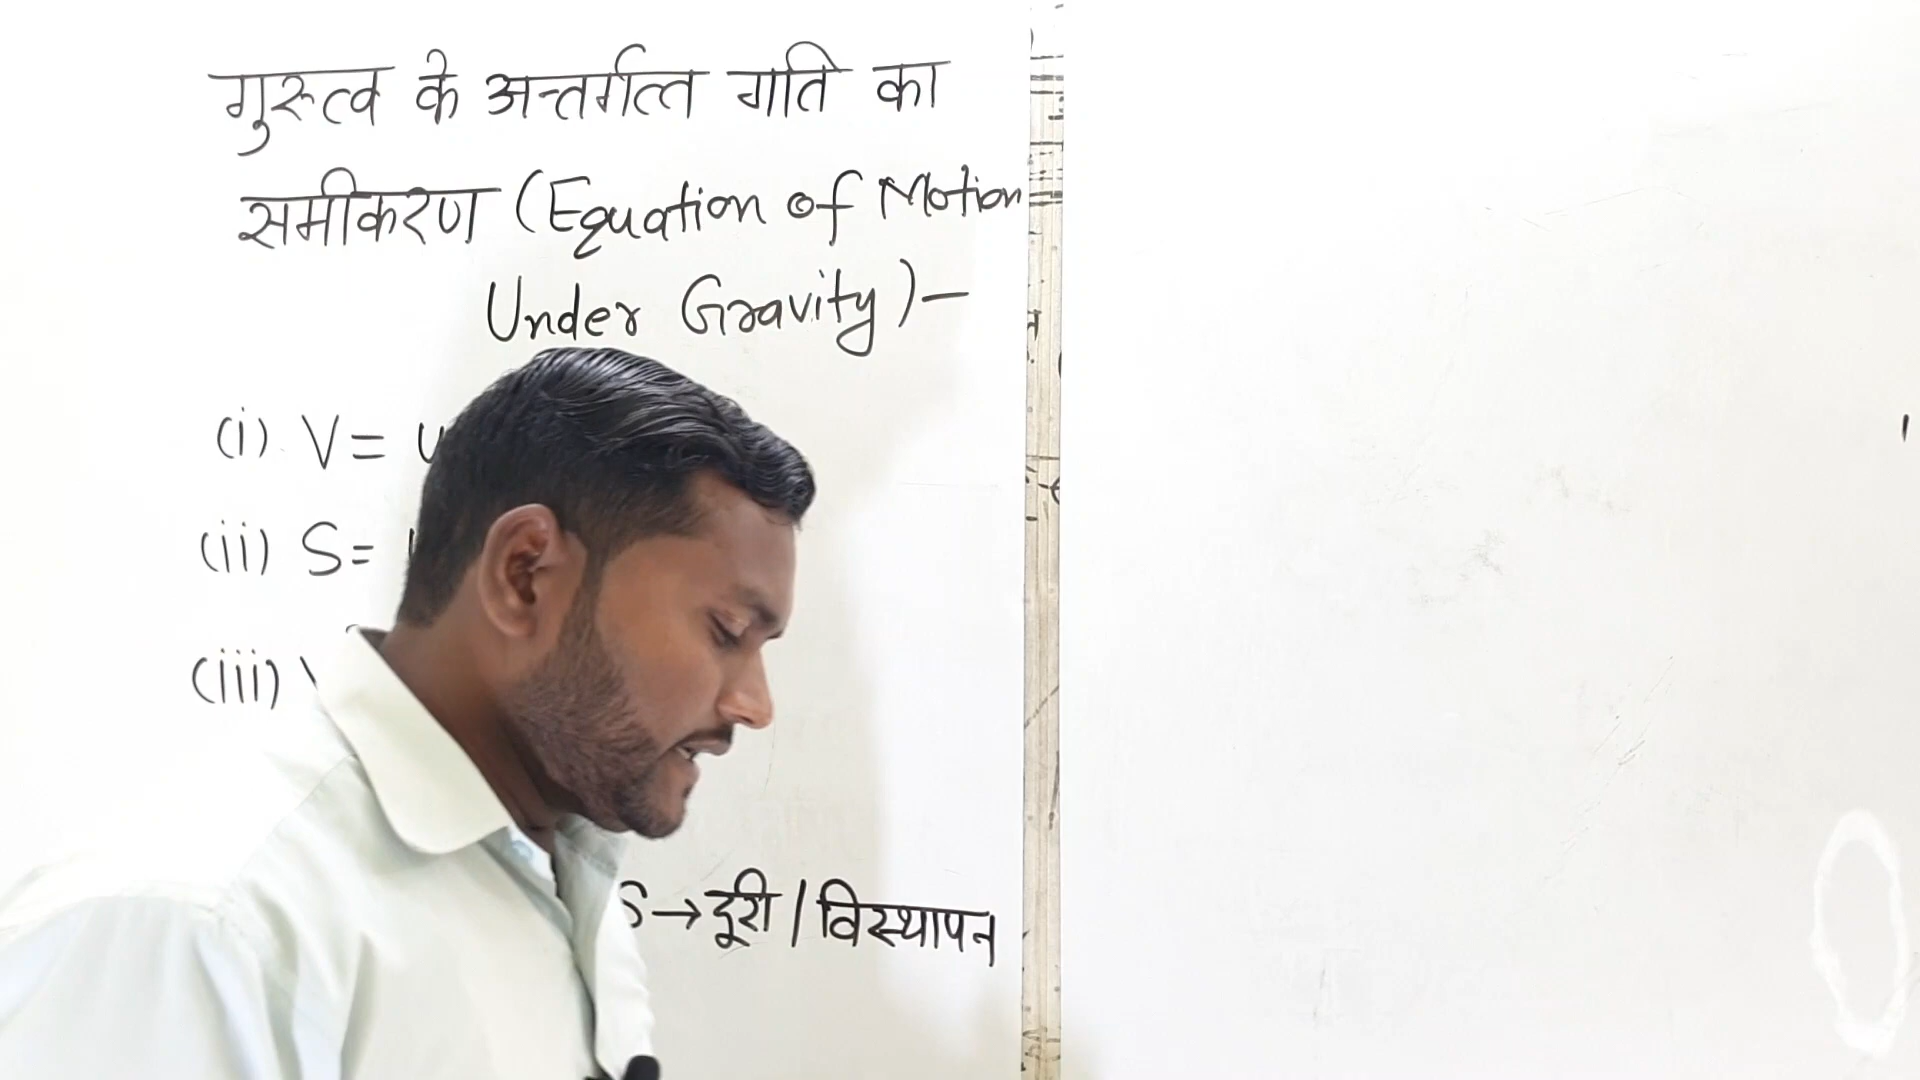 गुरुत्व के अन्तर्गत्त गति का
समीकरण (Equation of Motion
Under Gravity)-
(i) V= u
(ii) S=
(iii)
S→दूरी / विस्थापन